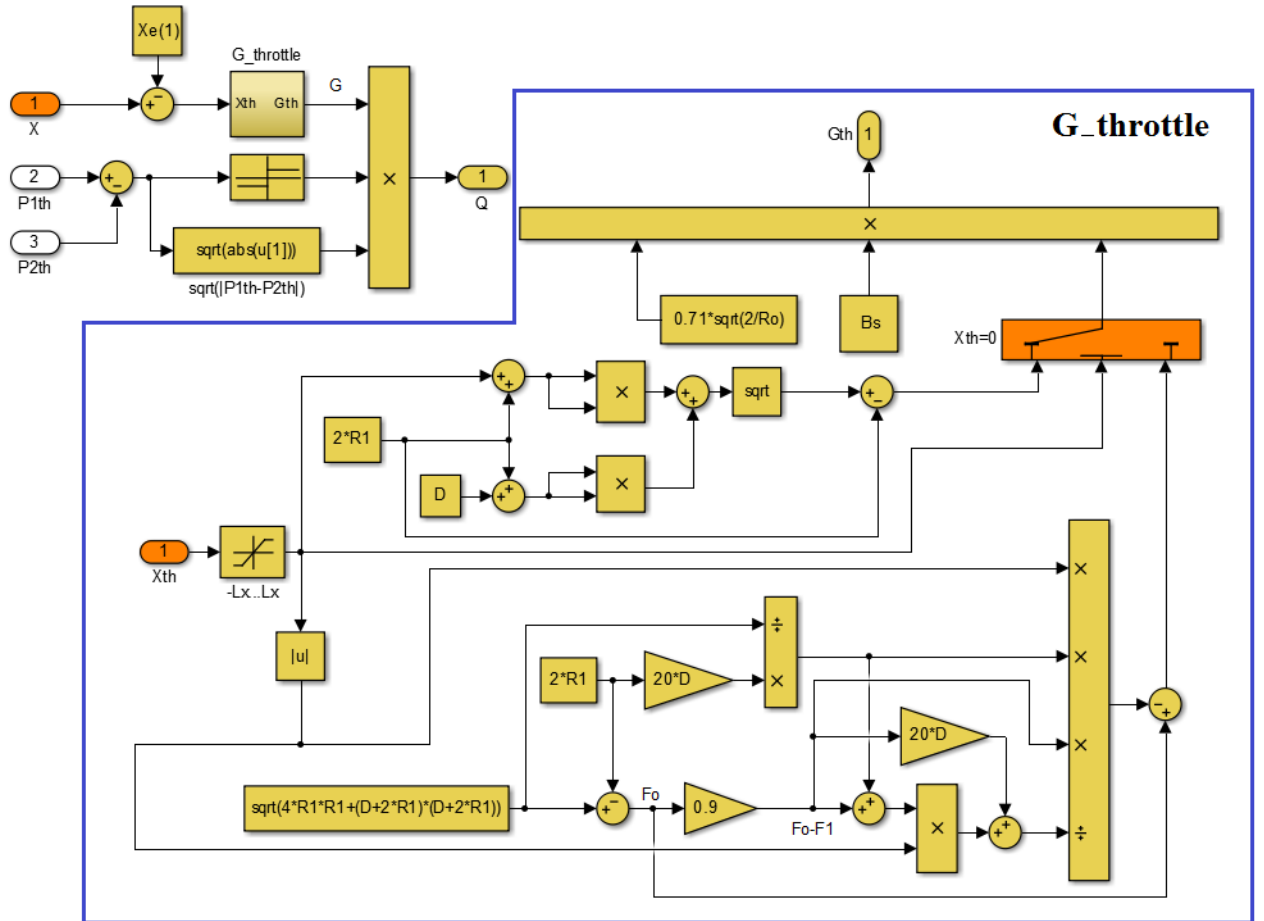 Xe(1)
G_throttle
1
X
Xth Gth
G
2
P1th
3
P2th
sqrt(abs(u[1]))
sqrt(|P1th-P2th|)
×
1
Q
G_throttle
Gth 1
×
0.71*sqrt(2/Ro)
Bs
Xth=0
2*R1
D
×
×
sqrt
1
Xth
-Lx...Lx
|u|
2*R1
20*D
÷
×
20*D
sqrt(4*R1*R1+(D+2*R1)*(D+2*R1))
Fo
0.9
Fo-F1
×
×
×
×
÷